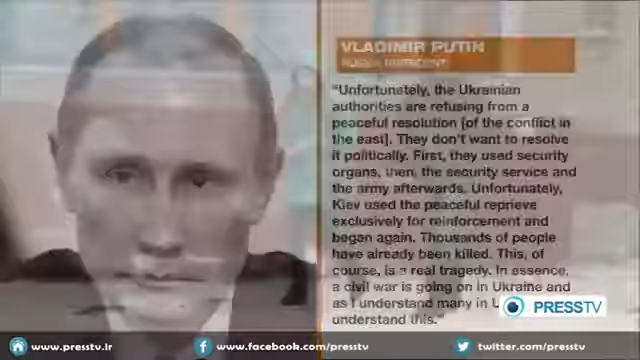 VLADIMIR PUTIN
"Unfortunately, the Ukrainian
authorities are refusing from a
peaceful resolution [of the conflict in
the east]. They don't want to resolve
it politically. First, they used security
organs, then, the security service and
the army afterwards. Unfortunately,
Kiev used the peaceful reprieve
exclusively for reinforcement and
began again. Thousands of people
have already been killed. This, of
course, is a real tragedy. In essence,
a civil war is going on in Ukraine and
as I understand many in
understand this."
PRESSTV
www.presstv.ir
www.facebook.com/presstv
twitter.com/presstv